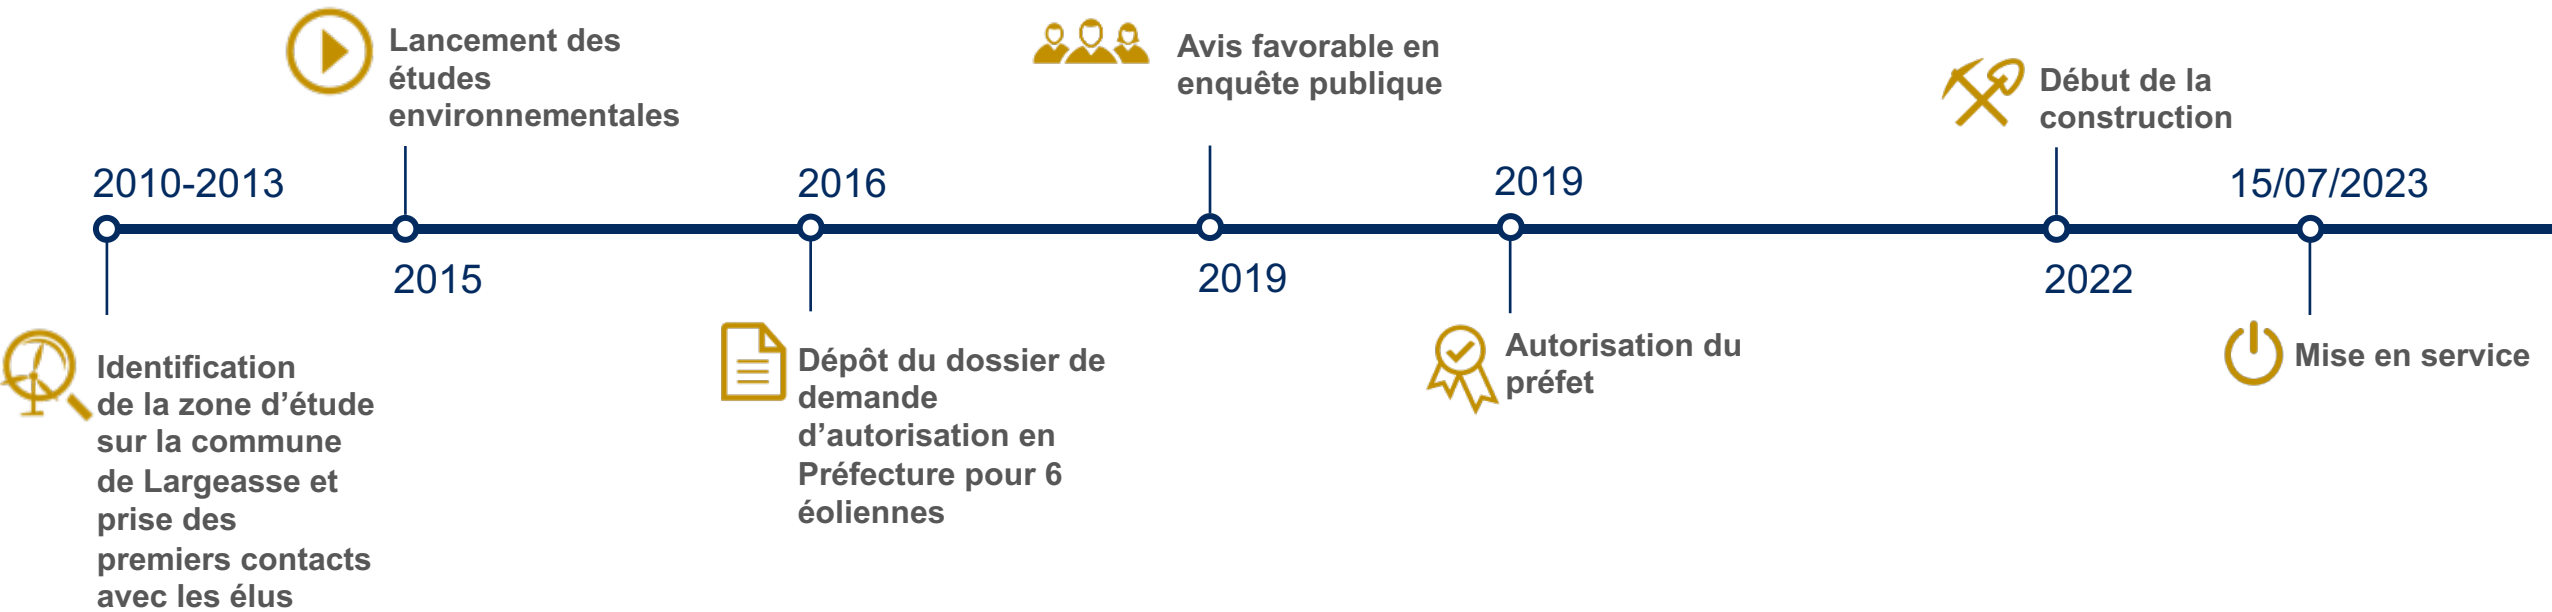 Lancement des
études
environnementales
Avis favorable en
enquête publique
Début de la
construction
2010-2013
2016
2019
15/07/2023
2015
2019
2022
Identification
de la zone d’étude
sur la commune
de Largeasse et
prise des
premiers contacts
avec les élus
Dépôt du dossier de
demande
d’autorisation en
Préfecture pour 6
éoliennes
Autorisation du
préfet
Mise en service